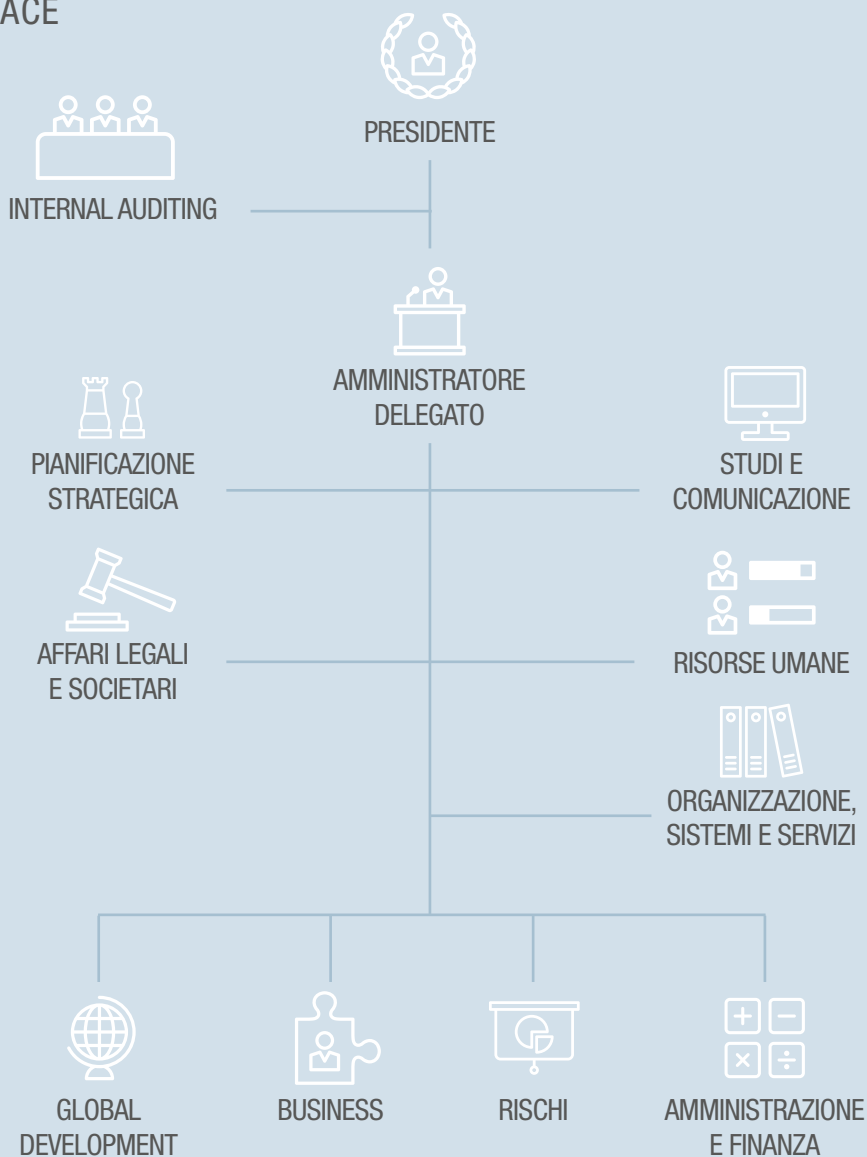 ACE
PRESIDENTE
INTERNAL AUDITING
AMMINISTRATORE
DELEGATO
PIANIFICAZIONE
STRATEGICA
STUDI E
COMUNICAZIONE
AFFARI LEGALI
E SOCIETARI
RISORSE UMANE
ORGANIZZAZIONE,
SISTEMI E SERVIZI
GLOBAL
DEVELOPMENT
BUSINESS
RISCHI
AMMINISTRAZIONE
E FINANZA